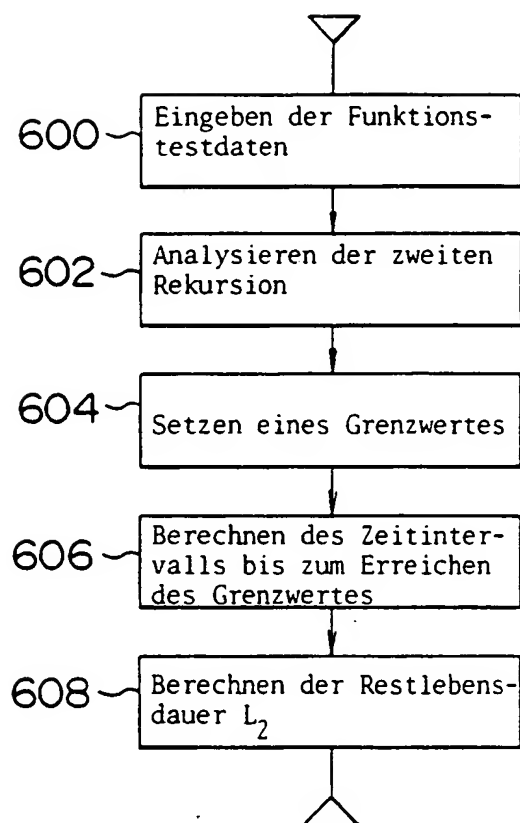 600
Eingeben der Funktions-
testdaten
602
Analysieren der zweiten
Rekursion
604
Setzen eines Grenzwertes
606
Berechnen des Zeitinter-
valls bis zum Erreichen
des Grenzwertes
608
Berechnen der Restlebens-
dauer L₂